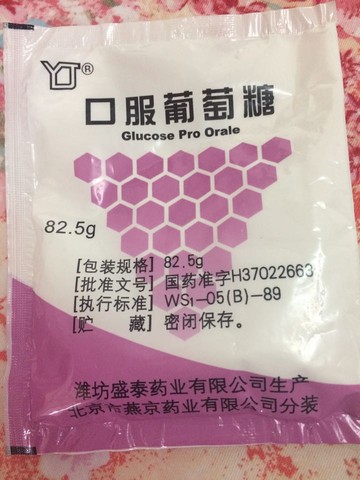 YJ®
口服葡萄糖
Glucose Pro Orale
82.5g
[包装规格] 82.5g
[批准文号] 国药准字H37022663
[执行标准] WS₁-05(B)-89
[贮 藏] 密闭保存。
潍坊盛泰药业有限公司生产
北京市燕京药业有限公司分装